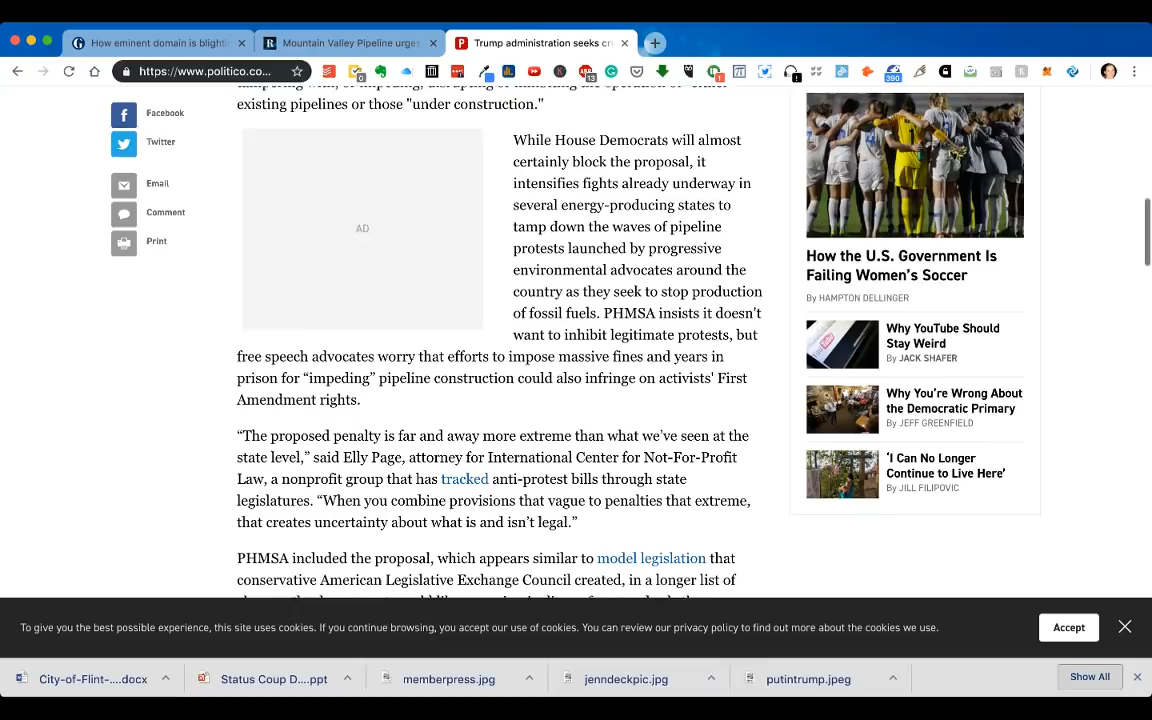 How eminent domain is blighti
Mountain Valley Pipeline urge
Trump administration seeks cri
https://www.politico.co...
0
13
1
390
Facebook
Twitter
Email
Comment
Print
existing pipelines or those "under construction."
AD
While House Democrats will almost
certainly block the proposal, it
intensifies fights already underway in
several energy-producing states to
tamp down the waves of pipeline
protests launched by progressive
environmental advocates around the
country as they seek to stop production
of fossil fuels. PHMSA insists it doesn't
want to inhibit legitimate protests, but
free speech advocates worry that efforts to impose massive fines and years in
prison for “impeding” pipeline construction could also infringe on activists' First
Amendment rights.
“The proposed penalty is far and away more extreme than what we’ve seen at the
state level,” said Elly Page, attorney for International Center for Not-For-Profit
Law, a nonprofit group that has tracked anti-protest bills through state
legislatures. “When you combine provisions that vague to penalties that extreme,
that creates uncertainty about what is and isn’t legal.”
PHMSA included the proposal, which appears similar to model legislation that
conservative American Legislative Exchange Council created, in a longer list of
How the U.S. Government Is
Failing Women’s Soccer
By HAMPTON DELLINGER
Why YouTube Should
Stay Weird
By JACK SHAFER
Why You’re Wrong About
the Democratic Primary
By JEFF GREENFIELD
‘I Can No Longer
Continue to Live Here’
By JILL FILIPOVIC
To give you the best possible experience, this site uses cookies. If you continue browsing, you accept our use of cookies. You can review our privacy policy to find out more about the cookies we use.
Accept
City-of-Flint-....docx
Status Coup D....ppt
memberpress.jpg
jenndeckpic.jpg
putintrump.jpeg
Show All